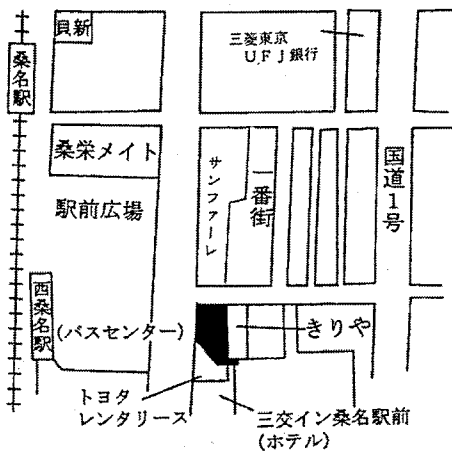 貝新
三菱東京
UFJ銀行
桑名駅
桑栄メイト
サンファーレ
一番街
国道1号
駅前広場
西桑名駅
(バスセンター)
きりや
トヨタ
レンタリース
三交イン桑名駅前
(ホテル)